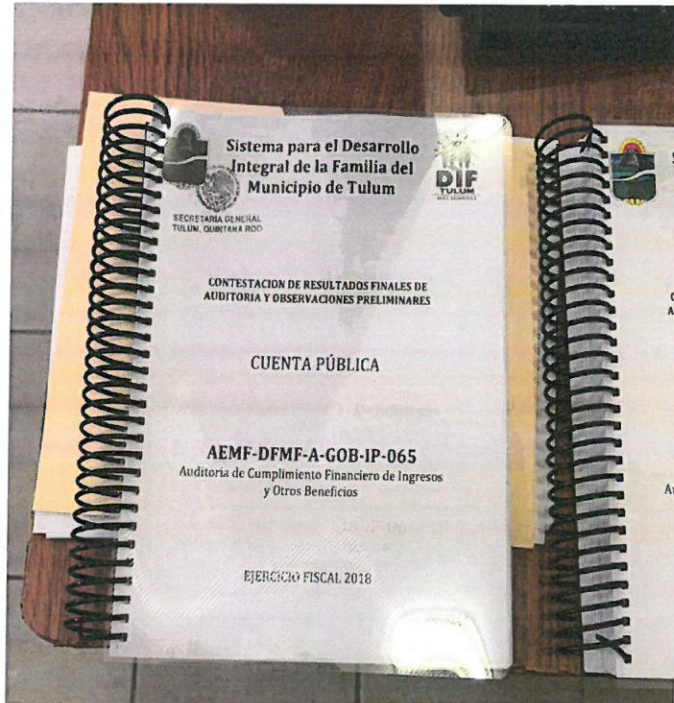 Sistema para el Desarrollo
Integral de la Familia del
Municipio de Tulum
DIF
TULUM
SECRETARÍA GENERAL
TULUM, QUINTANA ROO
CONTESTACION DE RESULTADOS FINALES DE
AUDITORIA Y OBSERVACIONES PRELIMINARES
CUENTA PÚBLICA
AEMF-DFMF-A-GOB-IP-065
Auditoria de Cumplimiento Financiero de Ingresos
y Otros Beneficios
EJERCICIO FISCAL 2018